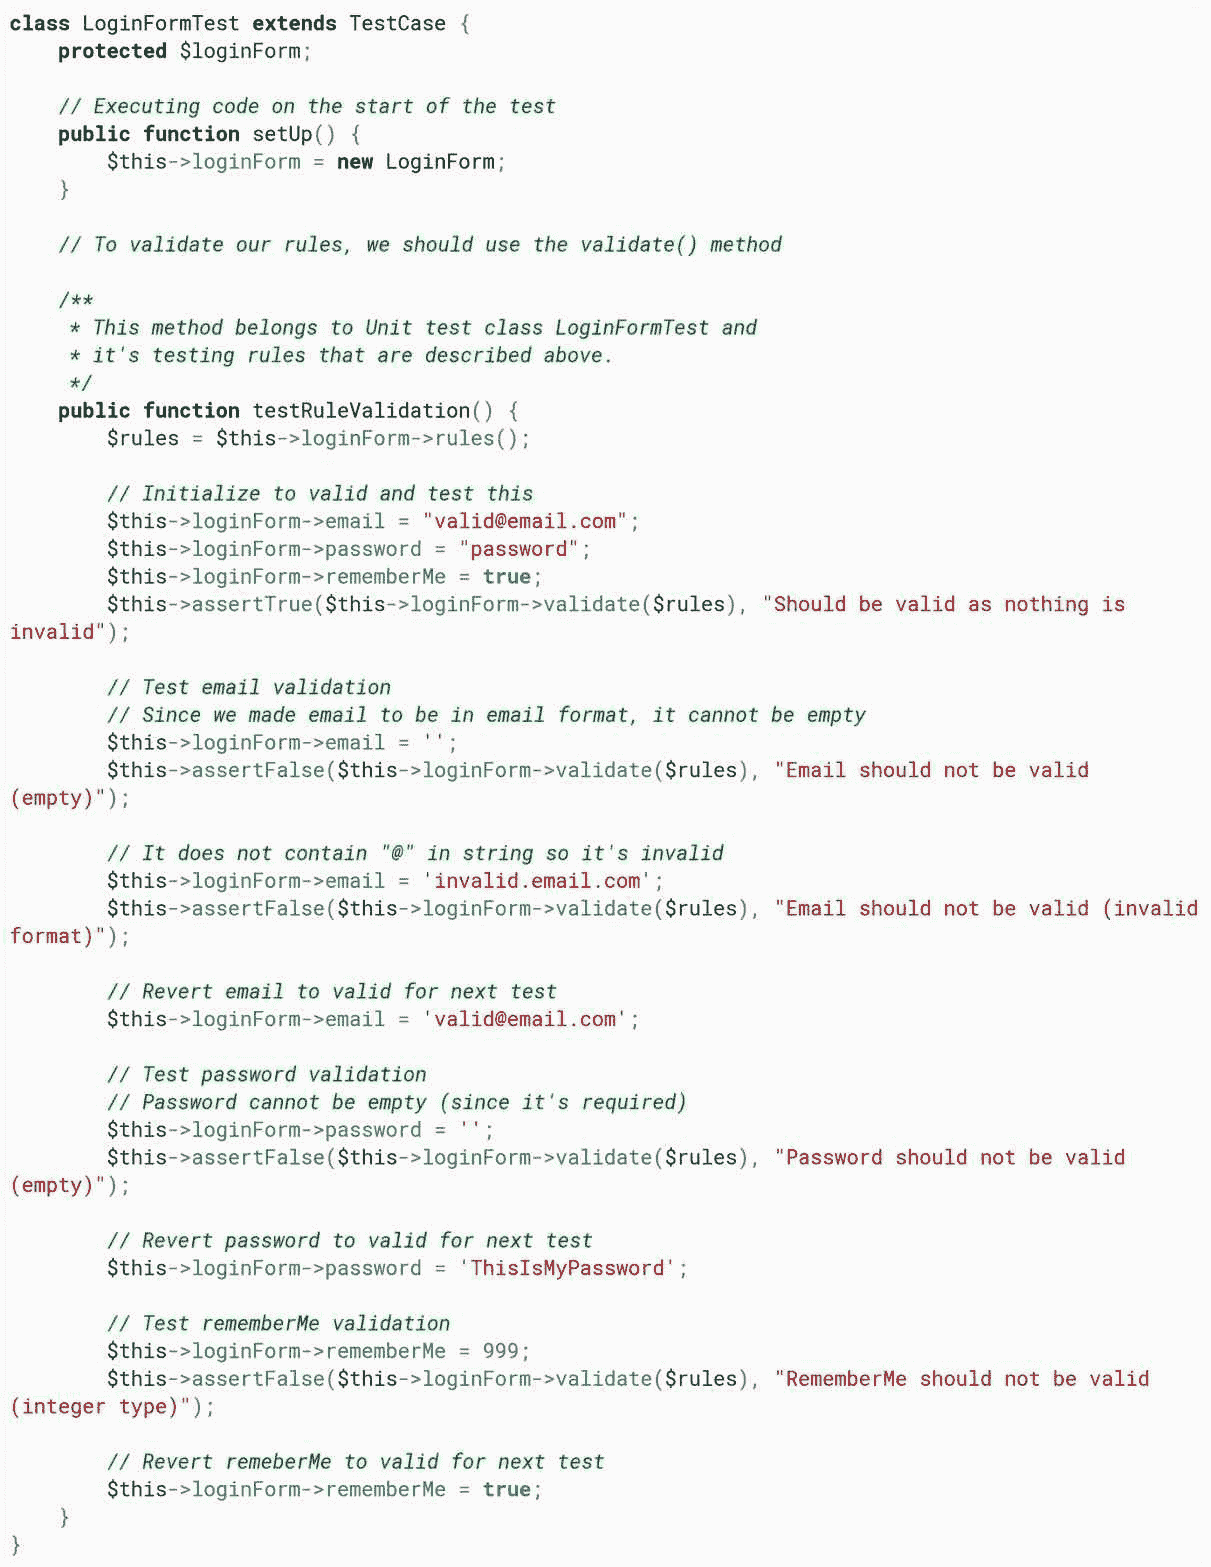 class LoginFormTest extends TestCase {
    protected $loginForm;

    // Executing code on the start of the test
    public function setUp() {
        $this->loginForm = new LoginForm;
    }

    // To validate our rules, we should use the validate() method

    /**
     * This method belongs to Unit test class LoginFormTest and
     * it's testing rules that are described above.
     */
    public function testRuleValidation() {
        $rules = $this->loginForm->rules();

        // Initialize to valid and test this
        $this->loginForm->email = "valid@email.com";
        $this->loginForm->password = "password";
        $this->loginForm->rememberMe = true;
        $this->assertTrue($this->loginForm->validate($rules), "Should be valid as nothing is
invalid");

        // Test email validation
        // Since we made email to be in email format, it cannot be empty
        $this->loginForm->email = '';
        $this->assertFalse($this->loginForm->validate($rules), "Email should not be valid
(empty)");

        // It does not contain "@" in string so it's invalid
        $this->loginForm->email = 'invalid.email.com';
        $this->assertFalse($this->loginForm->validate($rules), "Email should not be valid (invalid
format)");

        // Revert email to valid for next test
        $this->loginForm->email = 'valid@email.com';

        // Test password validation
        // Password cannot be empty (since it's required)
        $this->loginForm->password = '';
        $this->assertFalse($this->loginForm->validate($rules), "Password should not be valid
(empty)");

        // Revert password to valid for next test
        $this->loginForm->password = 'ThisIsMyPassword';

        // Test rememberMe validation
        $this->loginForm->rememberMe = 999;
        $this->assertFalse($this->loginForm->validate($rules), "RememberMe should not be valid
(integer type)");

        // Revert remeberMe to valid for next test
        $this->loginForm->rememberMe = true;
    }
}